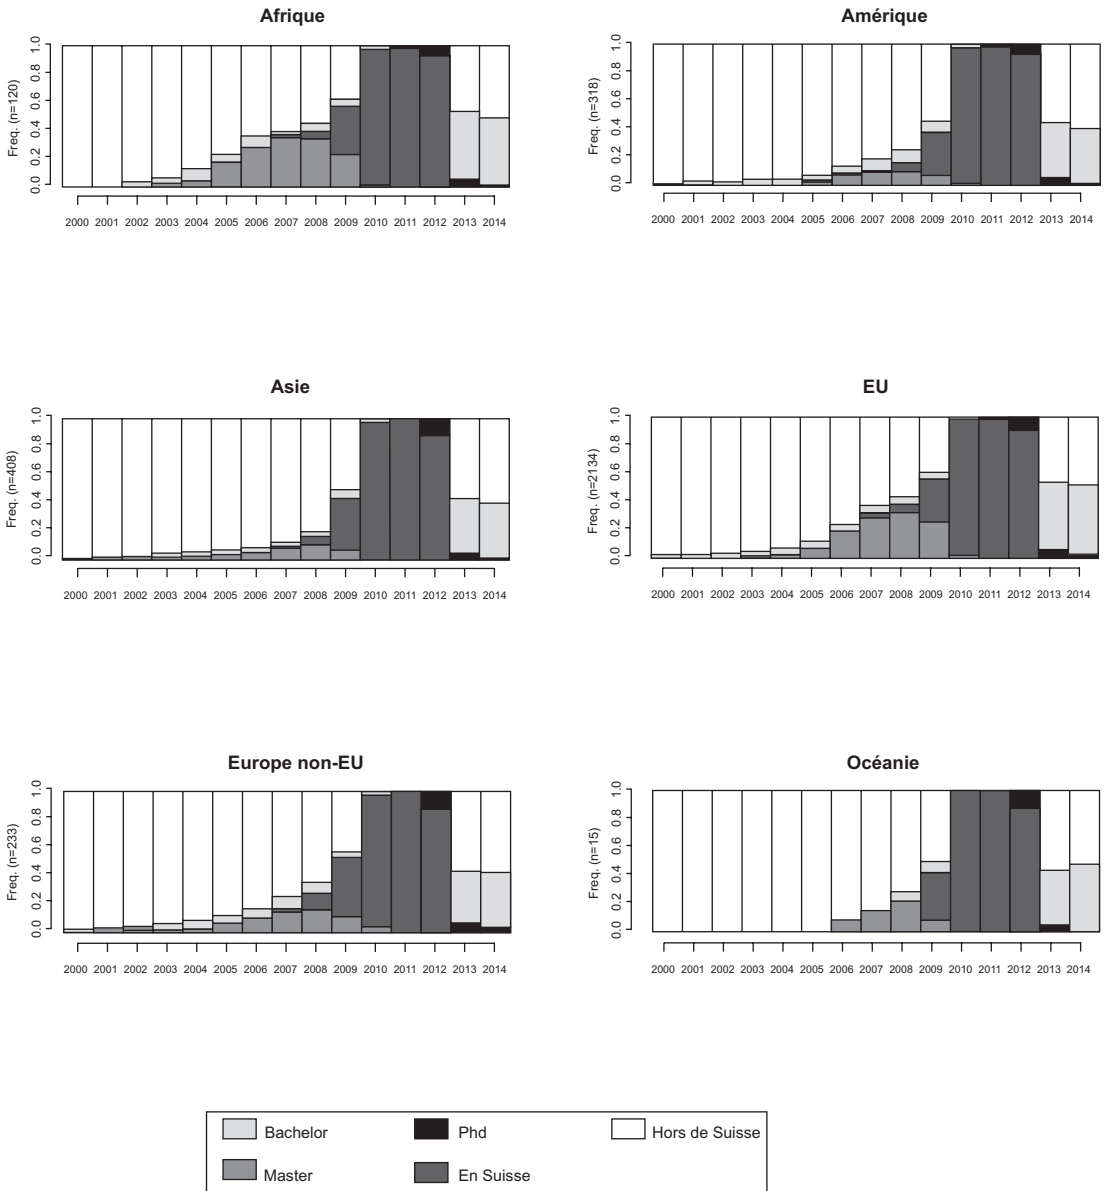 Afrique
Freq. (n=120)
0.0 0.2 0.4 0.6 0.8 1.0
2000 2001 2002 2003 2004 2005 2006 2007 2008 2009 2010 2011 2012 2013 2014
Amérique
Freq. (n=318)
0.0 0.2 0.4 0.6 0.8 1.0
2000 2001 2002 2003 2004 2005 2006 2007 2008 2009 2010 2011 2012 2013 2014
Asie
Freq. (n=408)
0.0 0.2 0.4 0.6 0.8 1.0
2000 2001 2002 2003 2004 2005 2006 2007 2008 2009 2010 2011 2012 2013 2014
EU
Freq. (n=2134)
0.0 0.2 0.4 0.6 0.8 1.0
2000 2001 2002 2003 2004 2005 2006 2007 2008 2009 2010 2011 2012 2013 2014
Europe non-EU
Freq. (n=233)
0.0 0.2 0.4 0.6 0.8 1.0
2000 2001 2002 2003 2004 2005 2006 2007 2008 2009 2010 2011 2012 2013 2014
Océanie
Freq. (n=15)
0.0 0.2 0.4 0.6 0.8 1.0
2000 2001 2002 2003 2004 2005 2006 2007 2008 2009 2010 2011 2012 2013 2014
Bachelor Phd Hors de Suisse
Master En Suisse